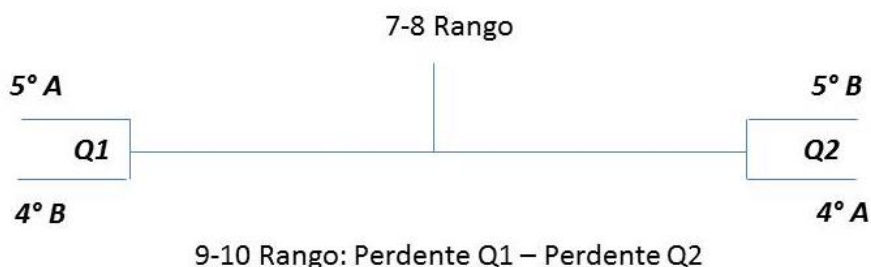 7-8 Rango
5° A
5° B
Q1
Q2
4° B
4° A
9-10 Rango: Perdente Q1 – Perdente Q2